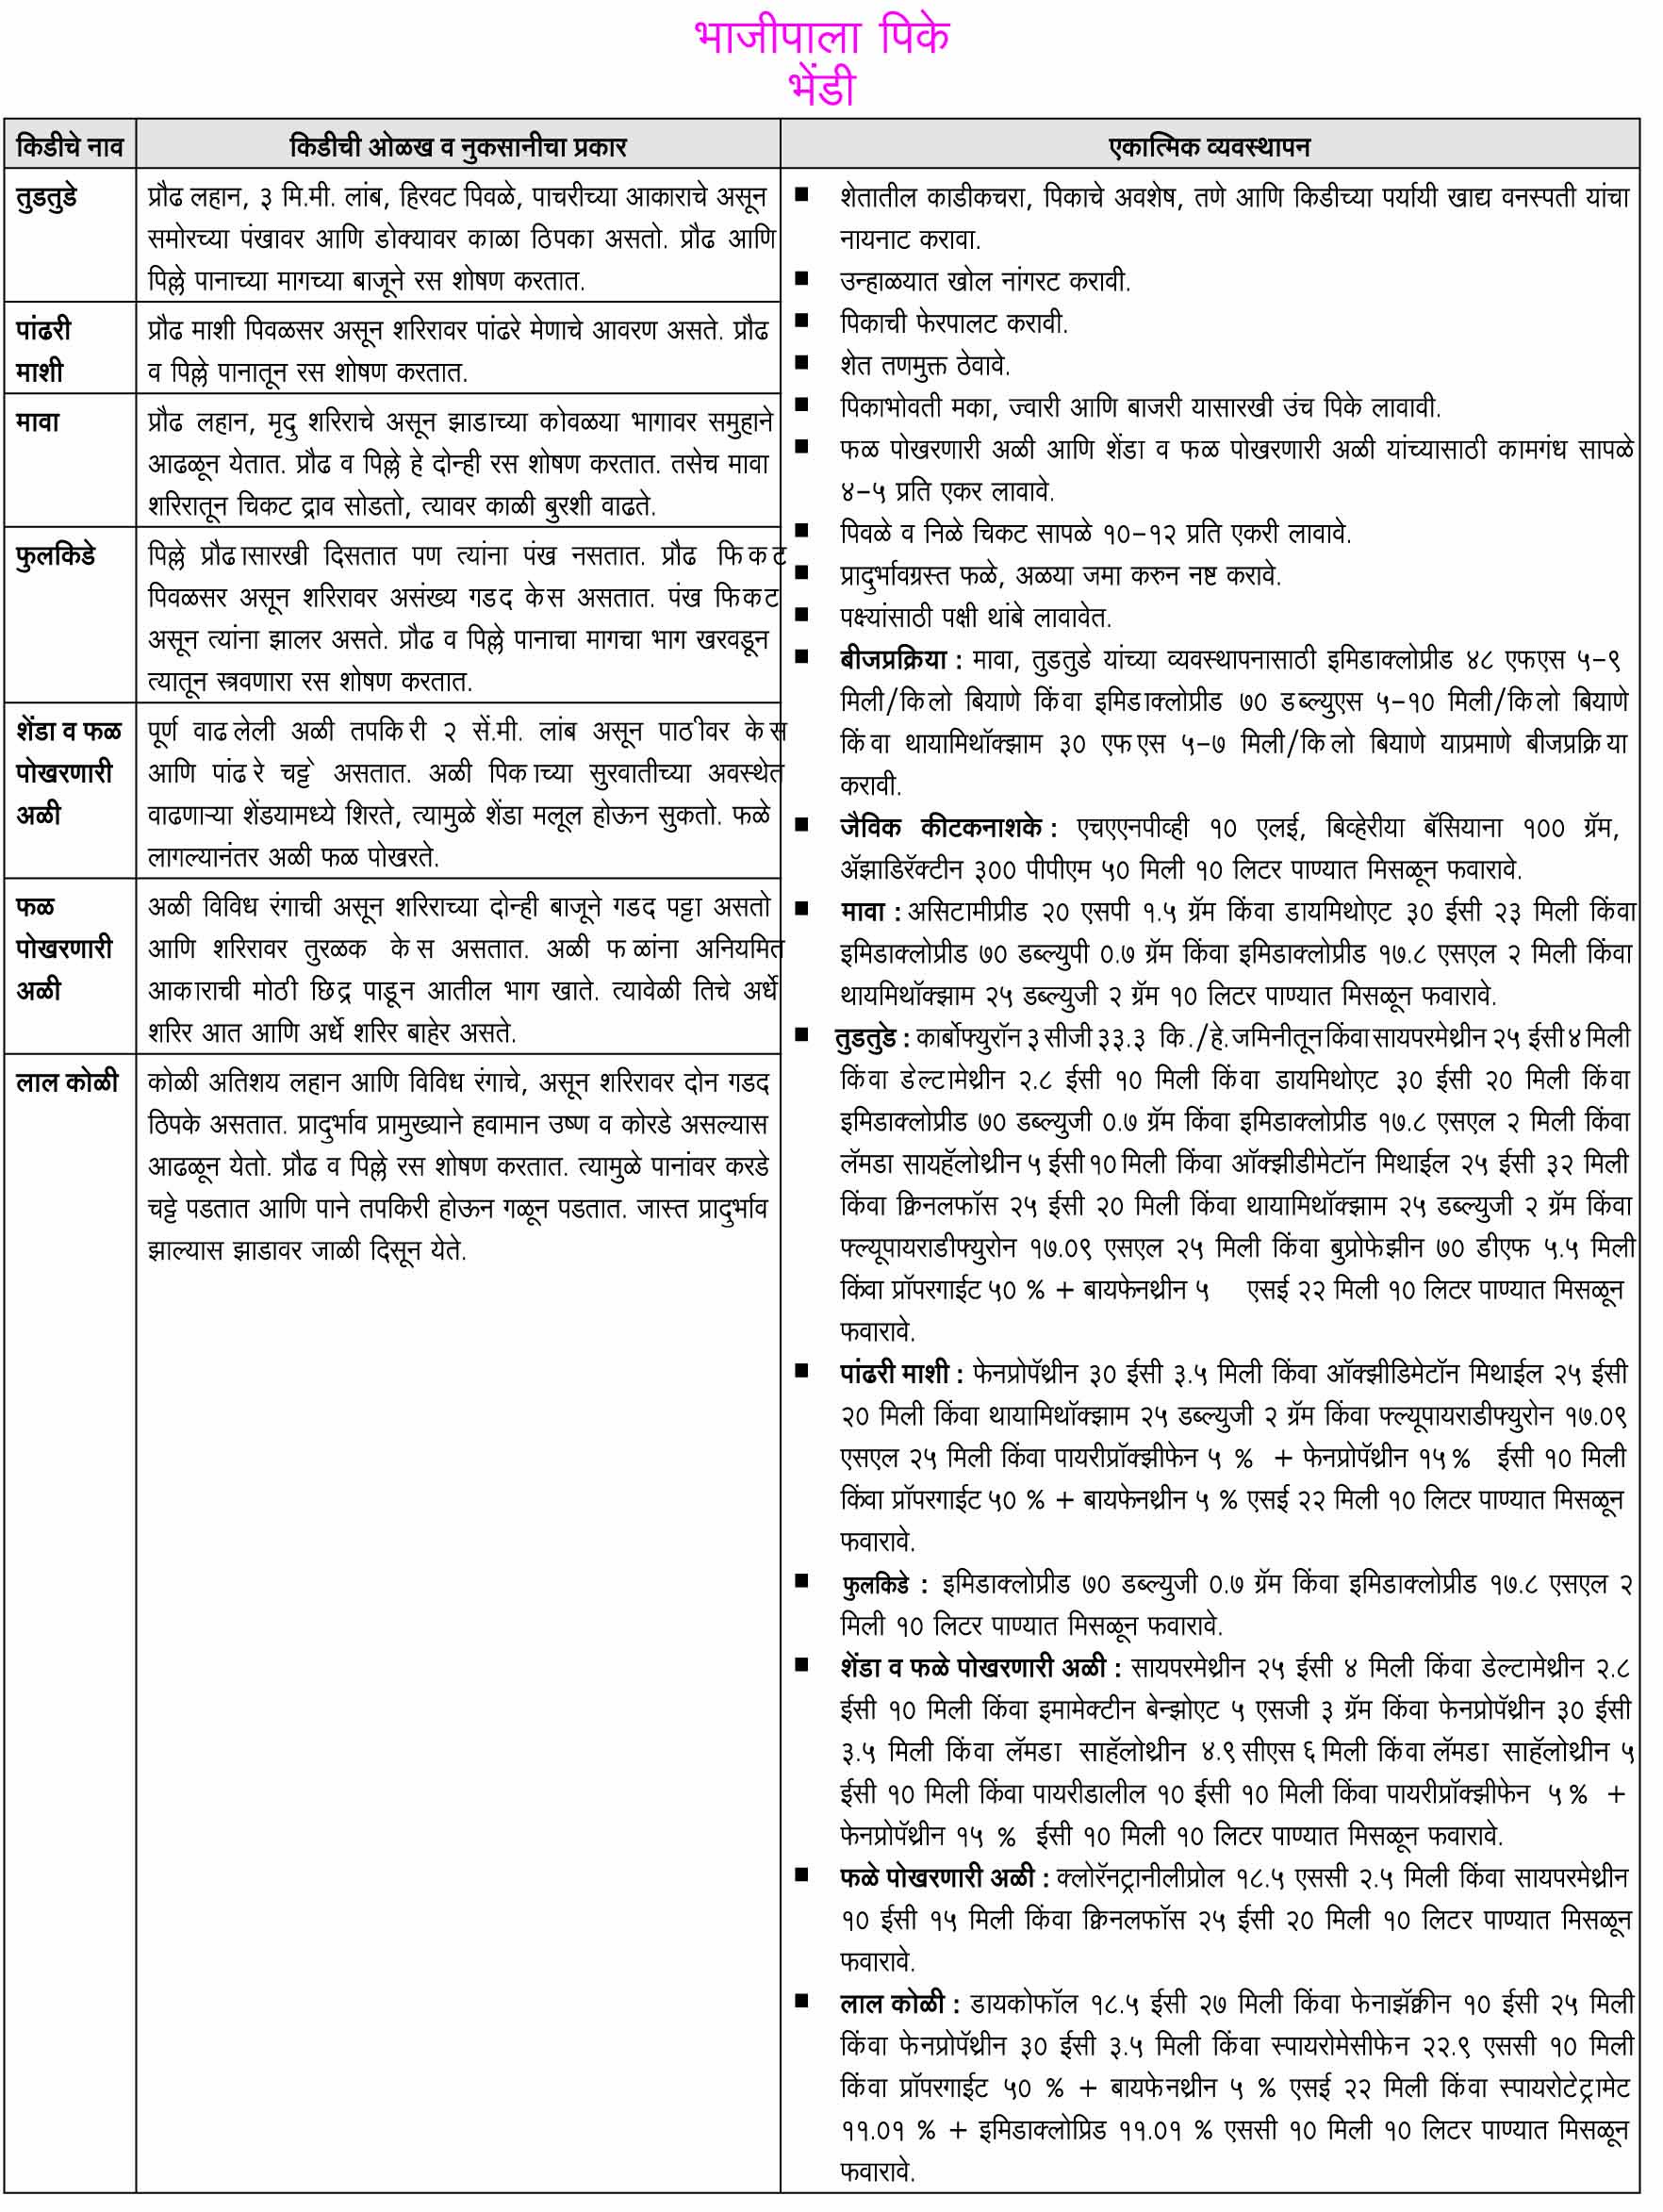 भाजीपाला पिके
भेंडी
किडीचे नाव
किडीची ओळख व नुकसानीचा प्रकार
एकात्मिक व्यवस्थापन
तुडतुडे
प्रौढ लहान, ३ मि.मी. लांब, हिरवट पिवळे, पाचरीच्या आकाराचे असून
समोरच्या पंखावर आणि डोक्यावर काळा ठिपका असतो. प्रौढ आणि
पिल्ले पानाच्या मागच्या बाजूने रस शोषण करतात.
पांढरी
माशी
प्रौढ माशी पिवळसर असून शरिरावर पांढरे मेणाचे आवरण असते. प्रौढ
व पिल्ले पानातून रस शोषण करतात.
मावा
प्रौढ लहान, मृदु शरिराचे असून झाडाच्या कोवळया भागावर समुहाने
आढळून येतात. प्रौढ व पिल्ले हे दोन्ही रस शोषण करतात. तसेच मावा
शरिरातून चिकट द्राव सोडतो, त्यावर काळी बुरशी वाढते.
फुलकिडे
पिल्ले प्रौढासारखी दिसतात पण त्यांना पंख नसतात. प्रौढ फिकट
पिवळसर असून शरिरावर असंख्य गडद केस असतात. पंख फिकट
असून त्यांना झालर असते. प्रौढ व पिल्ले पानाचा मागचा भाग खरवडून
त्यातून स्त्रवणारा रस शोषण करतात.
शेंडा व फळ
पोखरणारी
अळी
पूर्ण वाढलेली अळी तपकिरी २ सें.मी. लांब असून पाठीवर केस
आणि पांढरे चट्टे असतात. अळी पिकाच्या सुरवातीच्या अवस्थेत
वाढणाऱ्या शेंडयामध्ये शिरते, त्यामुळे शेंडा मलूल होऊन सुकतो. फळे
लागल्यानंतर अळी फळ पोखरते.
फळ
पोखरणारी
अळी
अळी विविध रंगाची असून शरिराच्या दोन्ही बाजूने गडद पट्टा असतो
आणि शरिरावर तुरळक केस असतात. अळी फळांना अनियमित
आकाराची मोठी छिद्र पाडून आतील भाग खाते. त्यावेळी तिचे अर्धे
शरिर आत आणि अर्धे शरिर बाहेर असते.
लाल कोळी
कोळी अतिशय लहान आणि विविध रंगाचे, असून शरिरावर दोन गडद
ठिपके असतात. प्रादुर्भाव प्रामुख्याने हवामान उष्ण व कोरडे असल्यास
आढळून येतो. प्रौढ व पिल्ले रस शोषण करतात. त्यामुळे पानांवर करडे
चट्टे पडतात आणि पाने तपकिरी होऊन गळून पडतात. जास्त प्रादुर्भाव
झाल्यास झाडावर जाळी दिसून येते.
■ शेतातील काडीकचरा, पिकाचे अवशेष, तणे आणि किडीच्या पर्यायी खाद्य वनस्पती यांचा
नायनाट करावा.
■ उन्हाळयात खोल नांगरट करावी.
■ पिकाची फेरपालट करावी.
■ शेत तणमुक्त ठेवावे.
■ पिकाभोवती मका, ज्वारी आणि बाजरी यासारखी उंच पिके लावावी.
■ फळ पोखरणारी अळी आणि शेंडा व फळ पोखरणारी अळी यांच्यासाठी कामगंध सापळे
४-५ प्रति एकर लावावे.
■ पिवळे व निळे चिकट सापळे १०-१२ प्रति एकरी लावावे.
■ प्रादुर्भावग्रस्त फळे, अळया जमा करुन नष्ट करावे.
■ पक्ष्यांसाठी पक्षी थांबे लावावेत.
■ बीजप्रक्रिया : मावा, तुडतुडे यांच्या व्यवस्थापनासाठी इमिडाक्लोप्रीड ४८ एफएस ५-९
मिली/किलो बियाणे किंवा इमिडाक्लोप्रीड ७० डब्ल्युएस ५-१० मिली/किलो बियाणे
किंवा थायामिथॉक्झाम ३० एफएस ५-७ मिली/किलो बियाणे याप्रमाणे बीजप्रक्रिया
करावी.
■ जैविक कीटकनाशके : एचएएनपीव्ही १० एलई, बिव्हेरीया बॅसियाना १०० ग्रॅम,
ॲझाडिरॅक्टीन ३०० पीपीएम ५० मिली १० लिटर पाण्यात मिसळून फवारावे.
■ मावा : असिटामीप्रीड २० एसपी १.५ ग्रॅम किंवा डायमिथोएट ३० ईसी २३ मिली किंवा
इमिडाक्लोप्रीड ७० डब्ल्युपी ०.७ ग्रॅम किंवा इमिडाक्लोप्रीड १७.८ एसएल २ मिली किंवा
थायमिथॉक्झाम २५ डब्ल्युजी २ ग्रॅम १० लिटर पाण्यात मिसळून फवारावे.
■ तुडतुडे : कार्बोफ्युरॉन ३ सीजी ३३.३ कि./हे. जमिनीतून किंवा सायपरमेथ्रीन २५ ईसी ४ मिली
किंवा डेल्टामेथ्रीन २.८ ईसी १० मिली किंवा डायमिथोएट ३० ईसी २० मिली किंवा
इमिडाक्लोप्रीड ७० डब्ल्युजी ०.७ ग्रॅम किंवा इमिडाक्लोप्रीड १७.८ एसएल २ मिली किंवा
लॅमडा सायहॅलोथ्रीन ५ ईसी १० मिली किंवा ऑक्झीडीमेटॉन मिथाईल २५ ईसी ३२ मिली
किंवा क्विनलफॉस २५ ईसी २० मिली किंवा थायामिथॉक्झाम २५ डब्ल्युजी २ ग्रॅम किंवा
फ्ल्यूपायराडीफ्युरोन १७.०९ एसएल २५ मिली किंवा बुप्रोफेझीन ७० डीएफ ५.५ मिली
किंवा प्रॉपरगाईट ५० % + बायफेनथ्रीन ५ एसई २२ मिली १० लिटर पाण्यात मिसळून
फवारावे.
■ पांढरी माशी : फेनप्रोपॅथ्रीन ३० ईसी ३.५ मिली किंवा ऑक्झीडिमेटॉन मिथाईल २५ ईसी
२० मिली किंवा थायामिथॉक्झाम २५ डब्ल्युजी २ ग्रॅम किंवा फ्ल्यूपायराडीफ्युरोन १७.०९
एसएल २५ मिली किंवा पायरीप्रॉक्झीफेन ५ % + फेनप्रोपॅथ्रीन १५ % ईसी १० मिली
किंवा प्रॉपरगाईट ५० % + बायफेनथ्रीन ५ % एसई २२ मिली १० लिटर पाण्यात मिसळून
फवारावे.
■ फुलकिडे : इमिडाक्लोप्रीड ७० डब्ल्युजी ०.७ ग्रॅम किंवा इमिडाक्लोप्रीड १७.८ एसएल २
मिली १० लिटर पाण्यात मिसळून फवारावे.
■ शेंडा व फळे पोखरणारी अळी : सायपरमेथ्रीन २५ ईसी ४ मिली किंवा डेल्टामेथ्रीन २.८
ईसी १० मिली किंवा इमामेक्टीन बेन्झोएट ५ एसजी ३ ग्रॅम किंवा फेनप्रोपॅथ्रीन ३० ईसी
३.५ मिली किंवा लॅमडा साहॅलोथ्रीन ४.९ सीएस ६ मिली किंवा लॅमडा साहॅलोथ्रीन ५
ईसी १० मिली किंवा पायरीडालील १० ईसी १० मिली किंवा पायरीप्रॉक्झीफेन ५ % +
फेनप्रोपॅथ्रीन १५ % ईसी १० मिली १० लिटर पाण्यात मिसळून फवारावे.
■ फळे पोखरणारी अळी : क्लोरॅनट्रानीलीप्रोल १८.५ एससी २.५ मिली किंवा सायपरमेथ्रीन
१० ईसी १५ मिली किंवा क्विनलफॉस २५ ईसी २० मिली १० लिटर पाण्यात मिसळून
फवारावे.
■ लाल कोळी : डायकोफॉल १८.५ ईसी २७ मिली किंवा फेनाझॅक्वीन १० ईसी २५ मिली
किंवा फेनप्रोपॅथ्रीन ३० ईसी ३.५ मिली किंवा स्पायरोमेसीफेन २२.९ एससी १० मिली
किंवा प्रॉपरगाईट ५० % + बायफेनथ्रीन ५ % एसई २२ मिली किंवा स्पायरोटेट्रामेट
११.०१ % + इमिडाक्लोप्रिड ११.०१ % एससी १० मिली १० लिटर पाण्यात मिसळून
फवारावे.